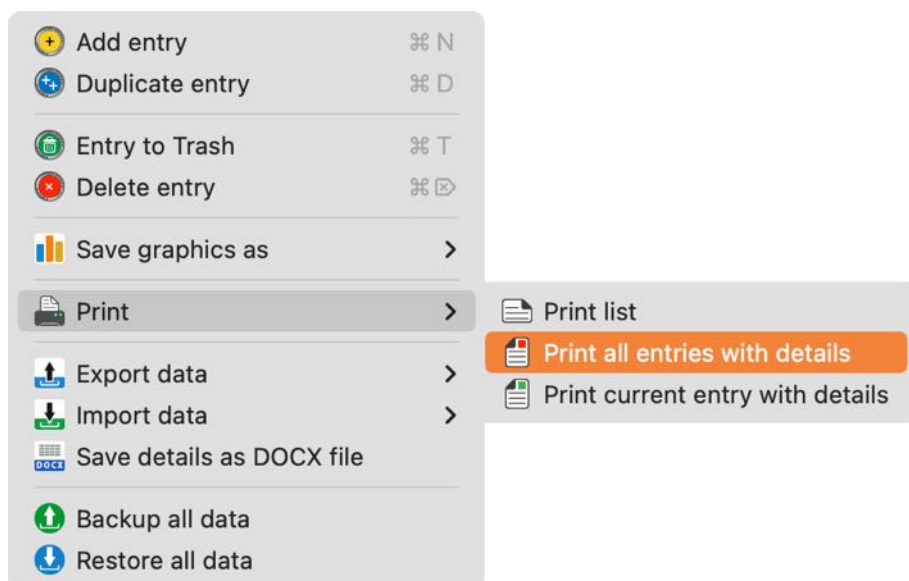 Add entry ⌘ N
Duplicate entry ⌘ D
Entry to Trash ⌘ T
Delete entry ⌘ ⌦
Save graphics as
Print
Print list
Print all entries with details
Print current entry with details
Export data
Import data
DOCX Save details as DOCX file
Backup all data
Restore all data